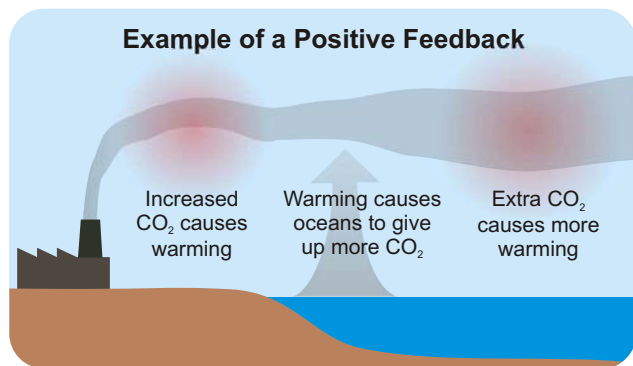 Example of a Positive Feedback
Increased
CO₂ causes
warming
Warming causes
oceans to give
up more CO₂
Extra CO₂
causes more
warming